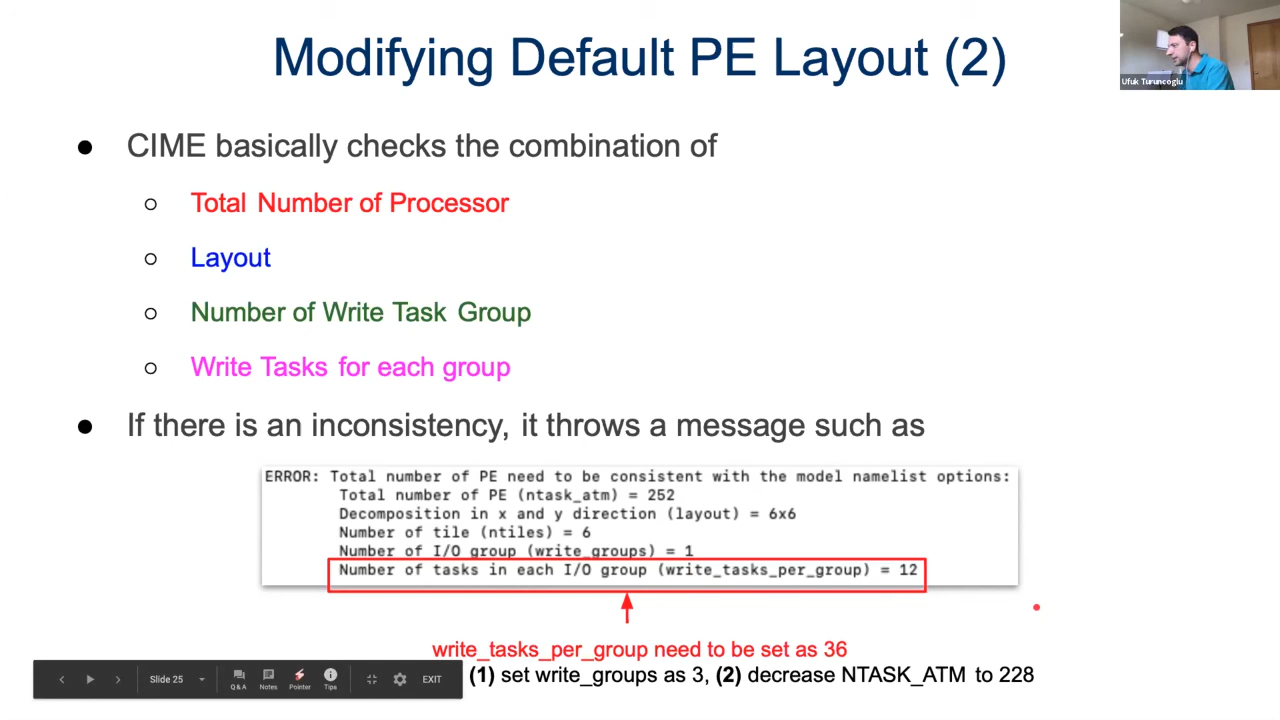 Modifying Default PE Layout (2)
Ufuk Turuncoglu
● CIME basically checks the combination of
○ Total Number of Processor
○ Layout
○ Number of Write Task Group
○ Write Tasks for each group
● If there is an inconsistency, it throws a message such as
ERROR: Total number of PE need to be consistent with the model namelist options:
Total number of PE (ntask_atm) = 252
Decomposition in x and y direction (layout) = 6x6
Number of tile (ntiles) = 6
Number of I/O group (write_groups) = 1
Number of tasks in each I/O group (write_tasks_per_group) = 12
write_tasks_per_group need to be set as 36
(1) set write_groups as 3, (2) decrease NTASK_ATM to 228
Slide 25
Q & A
Notes
Pointer
Tips
EXIT